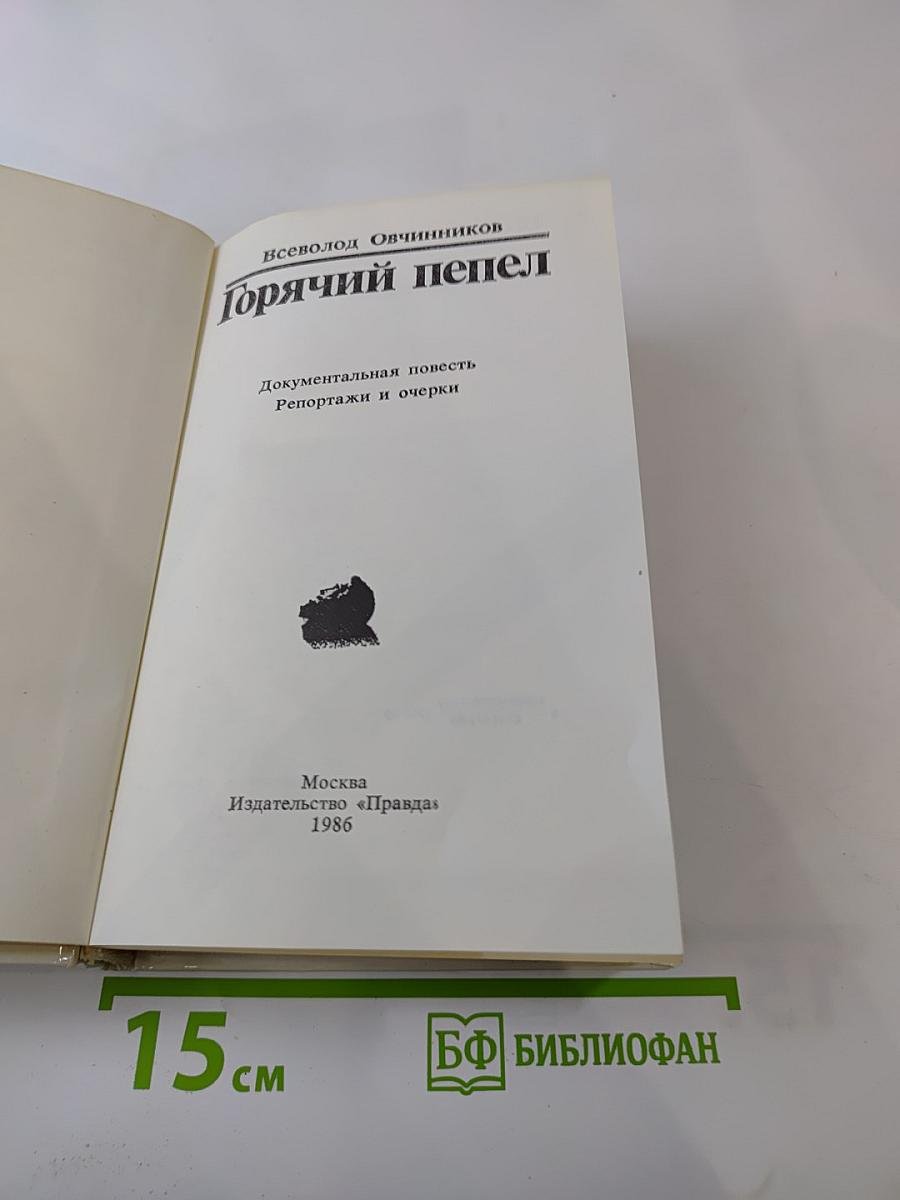 Всеволод Овчинников
Горячий пепел
Документальная повесть
Репортажи и очерки
Москва
Издательство «Правда»
1986
15 см
БФ БИБЛИОФАН